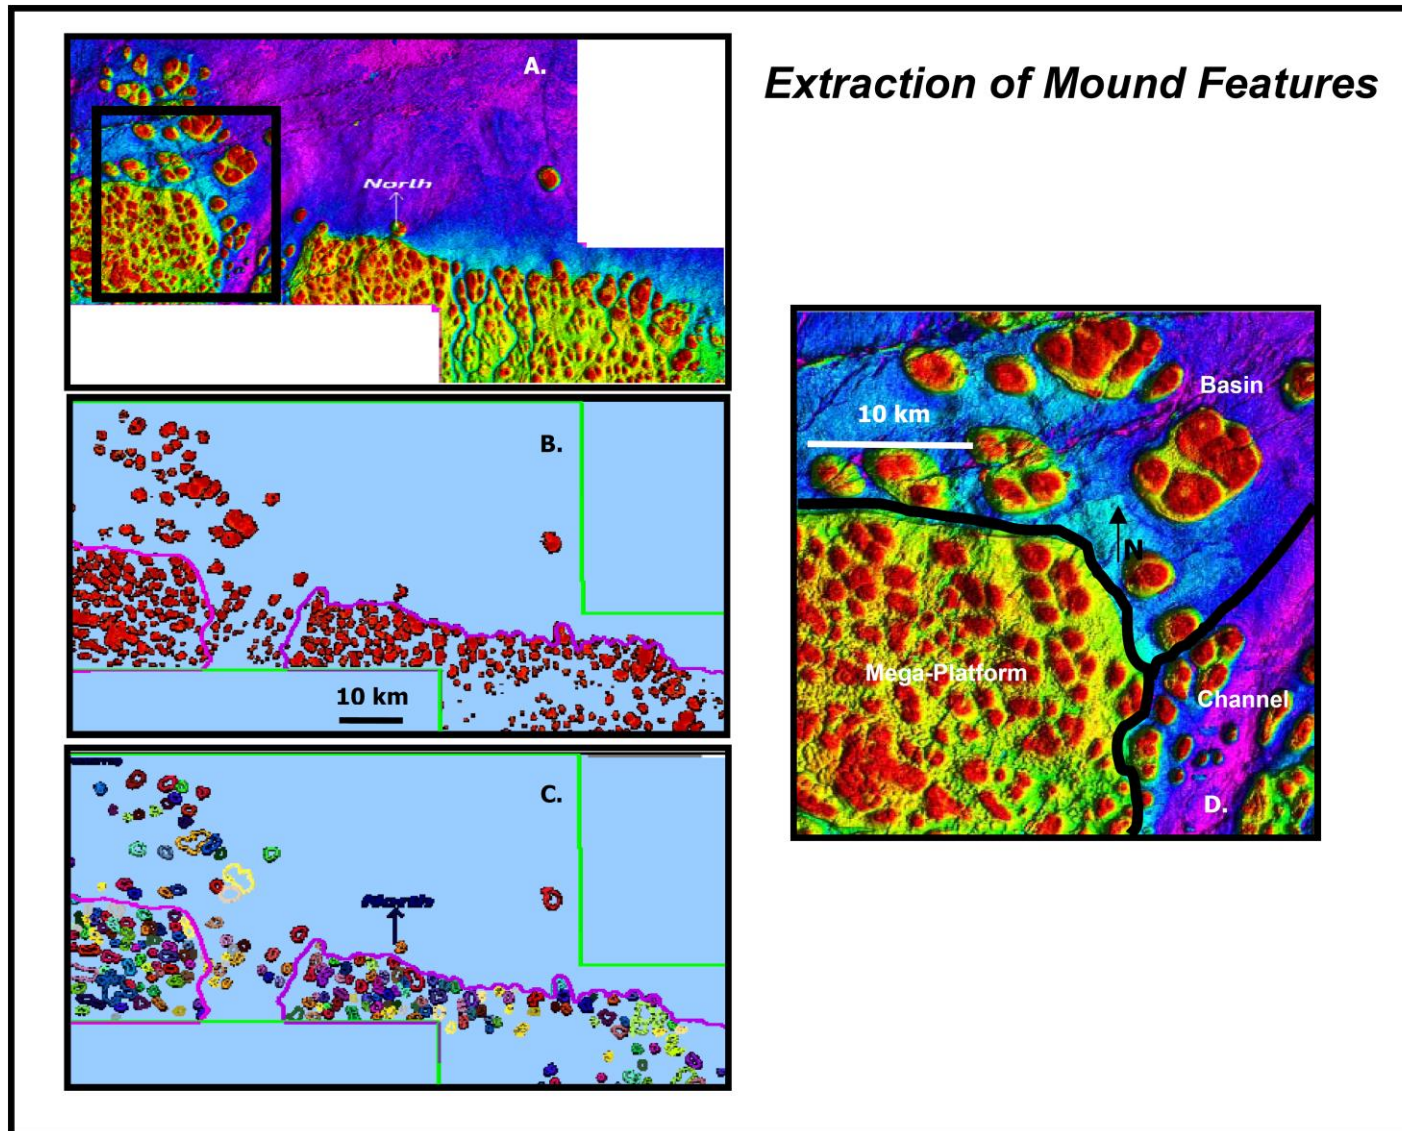 Extraction of Mound Features
A.
North
B.
10 km
C.
North
Basin
10 km
N
Mega-Platform
Channel
D.